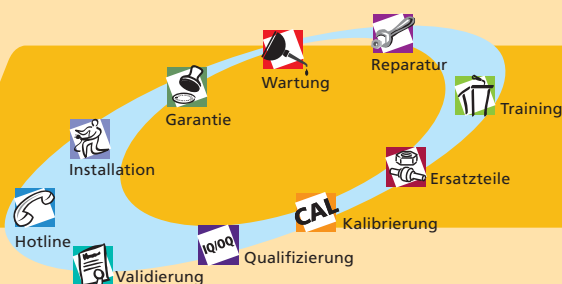 Wartung
Reparatur
Garantie
Training
Installation
Ersatzteile
CAL
Kalibrierung
Hotline
IQ/OQ
Qualifizierung
Validierung